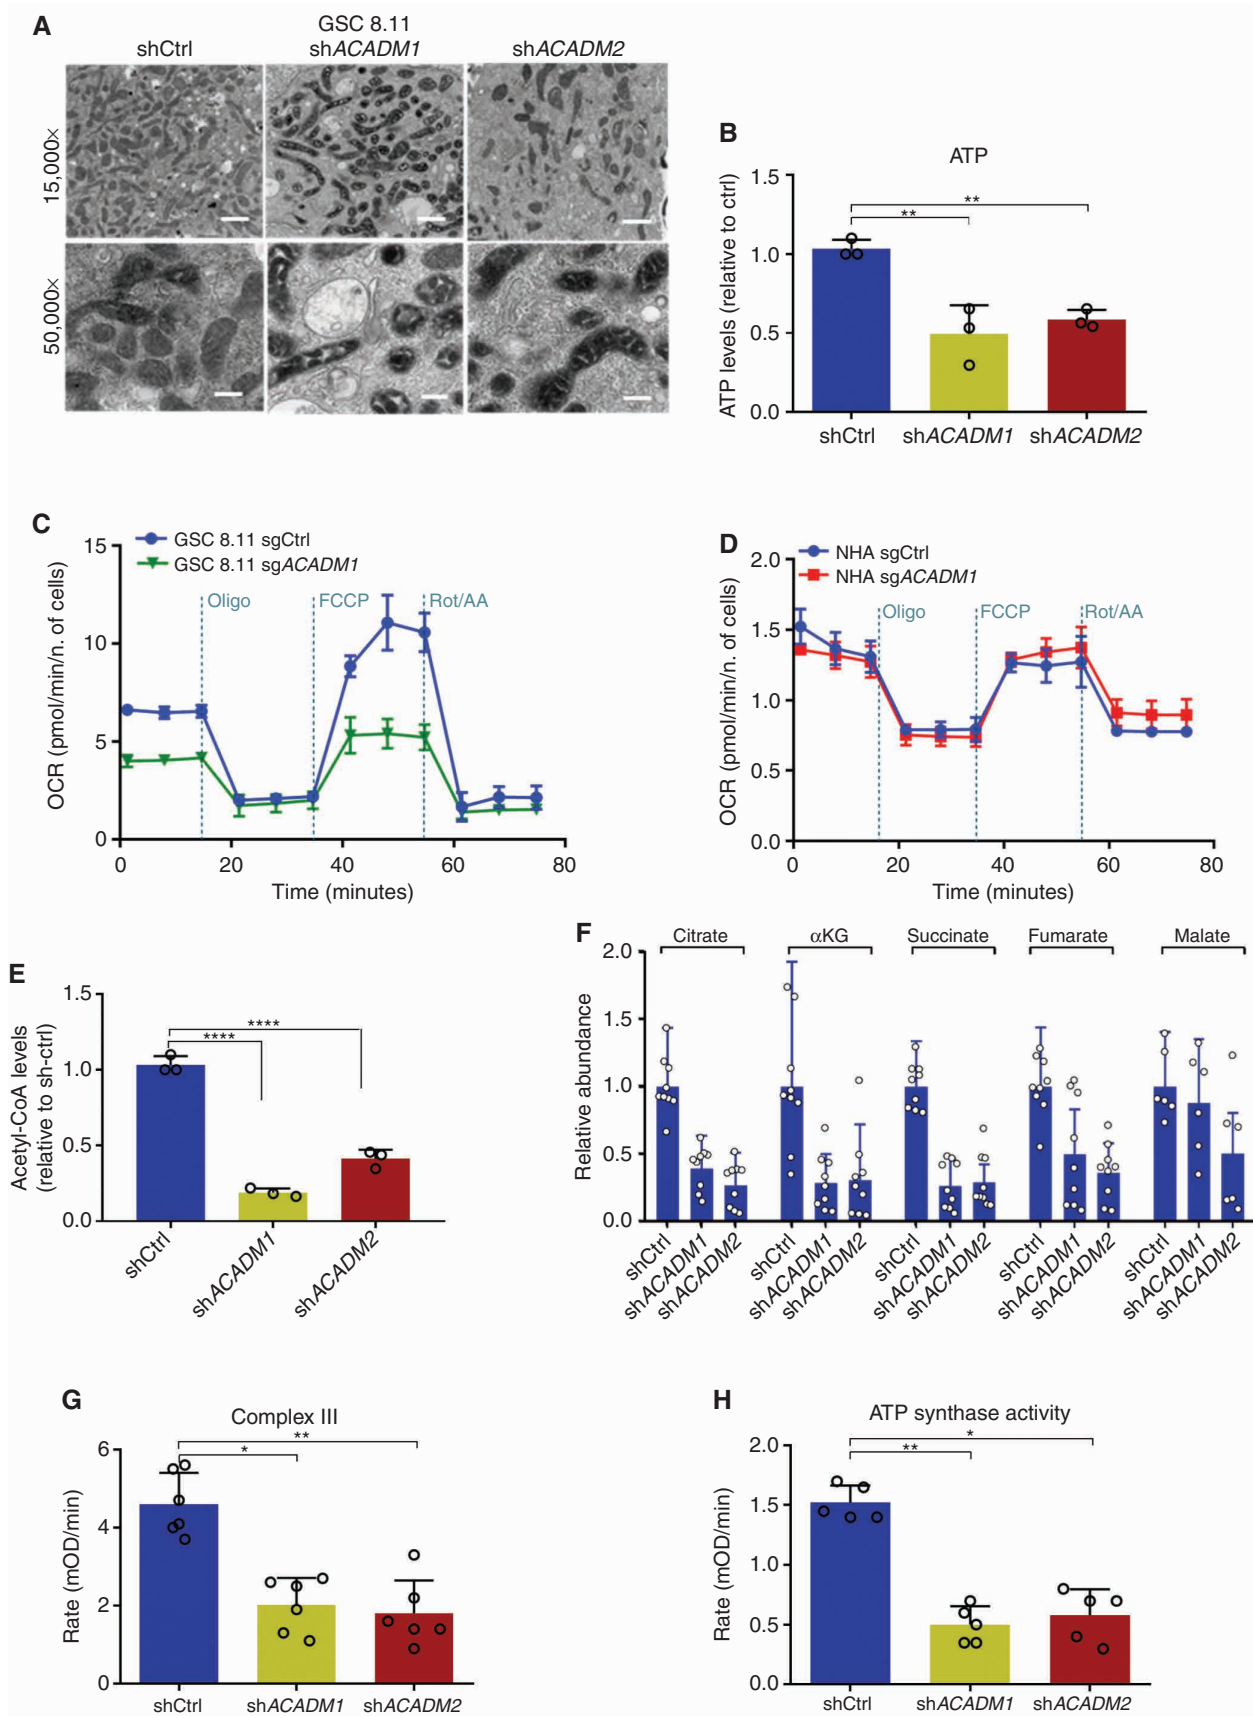 A
GSC 8.11
shCtrl
shACADM1
shACADM2
15,000×
50,000×
B
ATP
ATP levels (relative to ctrl)
1.5
1.0
0.5
0.0
**
**
shCtrl
shACADM1
shACADM2
C
GSC 8.11 sgCtrl
GSC 8.11 sgACADM1
OCR (pmol/min/n. of cells)
15
10
5
0
Oligo
FCCP
Rot/AA
0
20
40
60
80
Time (minutes)
D
NHA sgCtrl
NHA sgACADM1
OCR (pmol/min/n. of cells)
2.0
1.5
1.0
0.5
0.0
Oligo
FCCP
Rot/AA
0
20
40
60
80
Time (minutes)
E
Acetyl-CoA levels
(relative to sh-ctrl)
1.5
1.0
0.5
0.0
****
****
shCtrl
shACADM1
shACADM2
F
Relative abundance
2.0
1.5
1.0
0.5
0.0
Citrate
αKG
Succinate
Fumarate
Malate
shCtrl
shACADM1
shACADM2
shCtrl
shACADM1
shACADM2
shCtrl
shACADM1
shACADM2
shCtrl
shACADM1
shACADM2
shCtrl
shACADM1
shACADM2
G
Complex III
Rate (mOD/min)
6
4
2
0
**
*
shCtrl
shACADM1
shACADM2
H
ATP synthase activity
Rate (mOD/min)
2.0
1.5
1.0
0.5
0.0
*
**
shCtrl
shACADM1
shACADM2